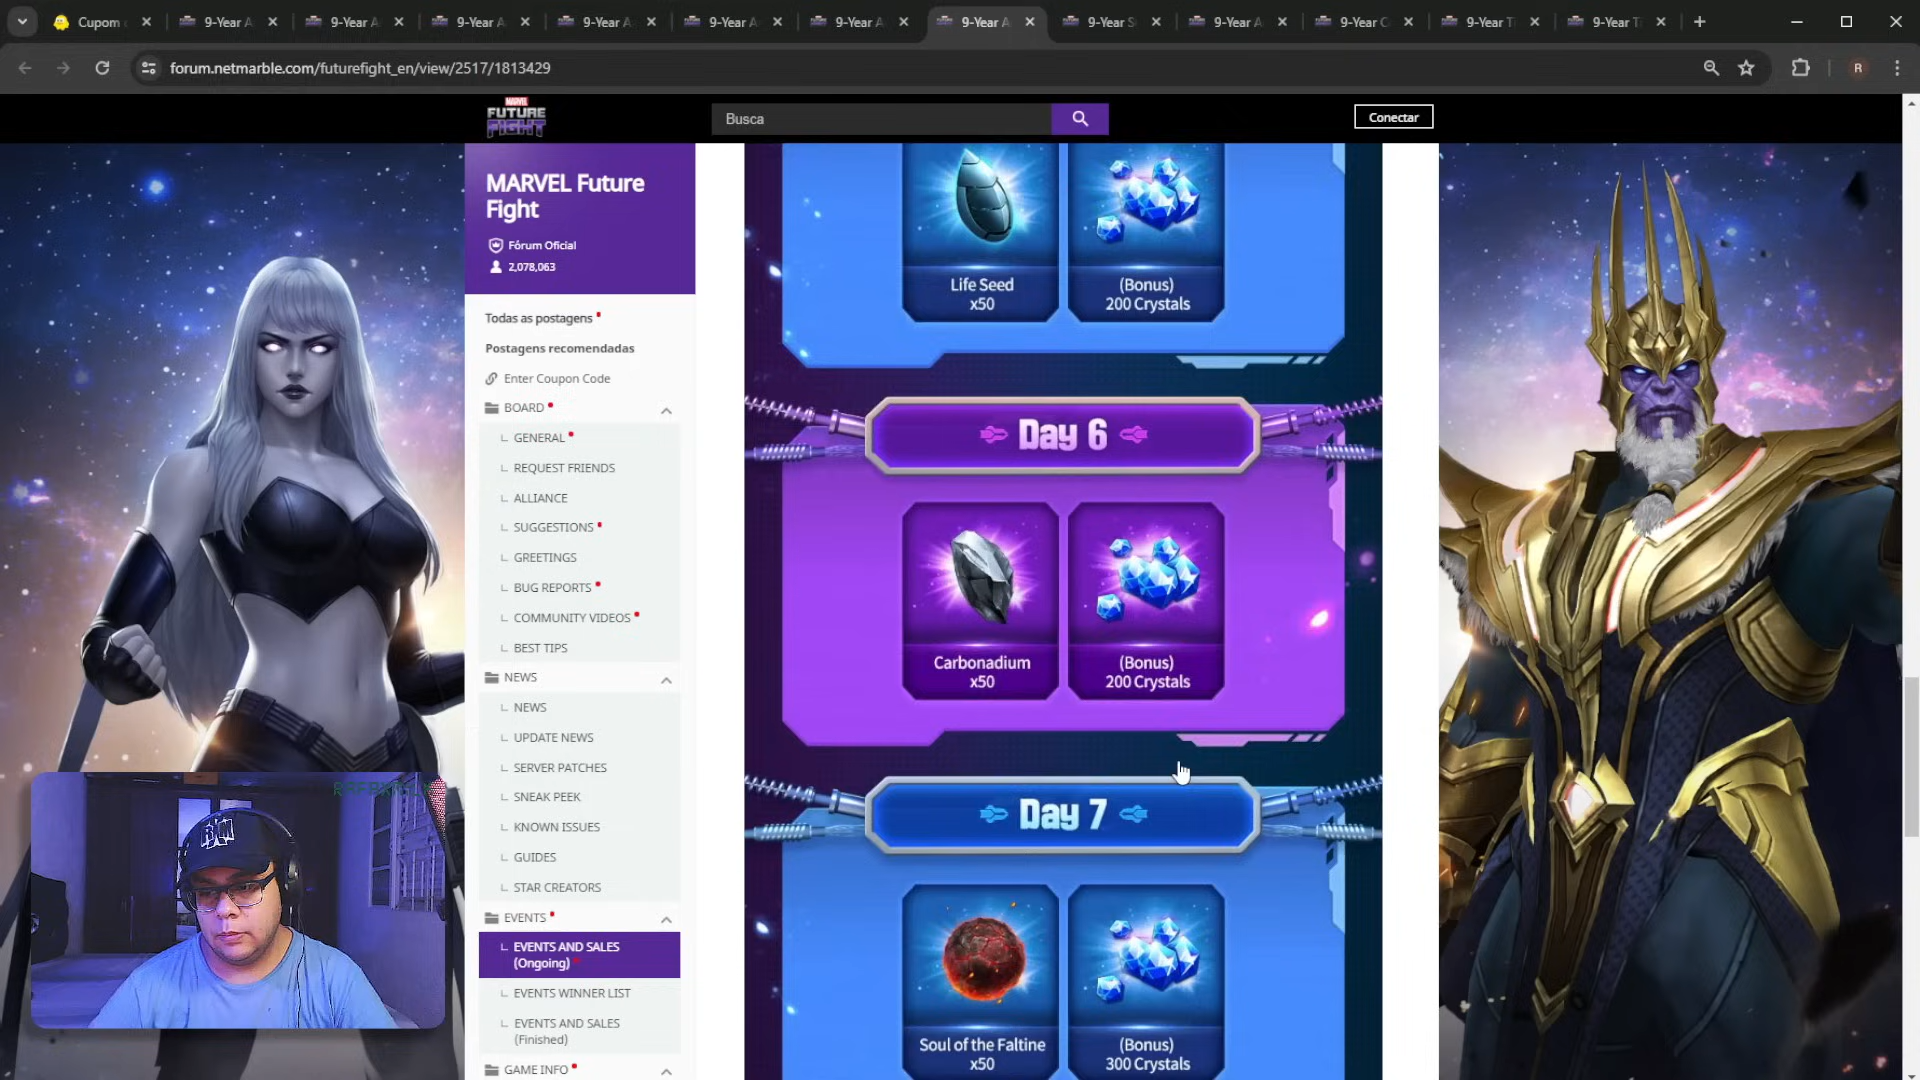 Cupom
9-Year A
9-Year A
9-Year A
9-Year A
9-Year A
9-Year A
9-Year A
9-Year S
9-Year A
9-Year C
9-Year T
9-Year T
forum.netmarble.com/futurefight_en/view/2517/1813429
R
MARVEL
FUTURE
FIGHT
Busca
Conectar
MARVEL Future
Fight
Fórum Oficial
2,078,063
Todas as postagens
Postagens recomendadas
Enter Coupon Code
BOARD
GENERAL
REQUEST FRIENDS
ALLIANCE
SUGGESTIONS
GREETINGS
BUG REPORTS
COMMUNITY VIDEOS
BEST TIPS
NEWS
NEWS
UPDATE NEWS
SERVER PATCHES
SNEAK PEEK
KNOWN ISSUES
GUIDES
STAR CREATORS
EVENTS
EVENTS AND SALES
(Ongoing)
EVENTS WINNER LIST
EVENTS AND SALES
(Finished)
GAME INFO
Life Seed
x50
(Bonus)
200 Crystals
Day 6
Carbonadium
x50
(Bonus)
200 Crystals
Day 7
Soul of the Faltine
x50
(Bonus)
300 Crystals